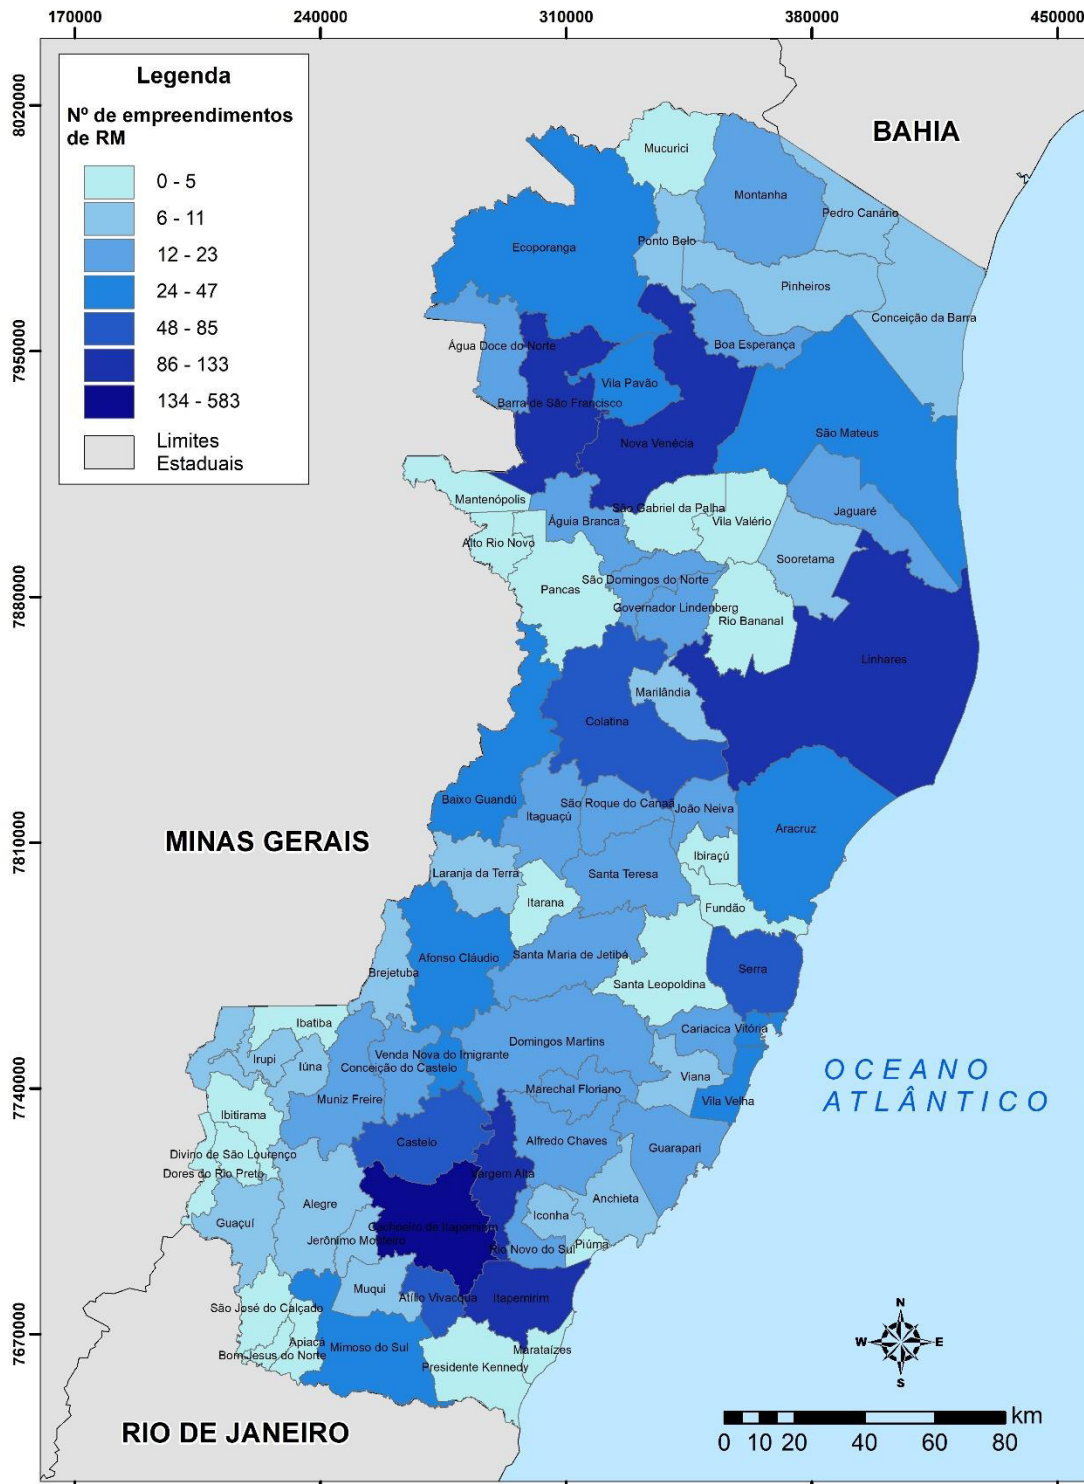 170000 240000 310000 380000 450000
8020000
7950000
7880000
7810000
7740000
7670000
Legenda
Nº de empreendimentos
de RM
0 - 5
6 - 11
12 - 23
24 - 47
48 - 85
86 - 133
134 - 583
Limites
Estaduais
BAHIA
MINAS GERAIS
RIO DE JANEIRO
OCEANO
ATLÂNTICO
Mucurici
Montanha
Pedro Canário
Ecoporanga
Ponto Belo
Pinheiros
Conceição da Barra
Água Doce do Norte
Boa Esperança
Vila Pavão
Barra de São Francisco
Nova Venécia
São Mateus
Mantenópolis
São Gabriel da Palha
Jaguaré
Águia Branca
Vila Valério
Alto Rio Novo
Sooretama
Pancas
São Domingos do Norte
Governador Lindenberg
Rio Bananal
Linhares
Marilândia
Colatina
Baixo Guandú
São Roque do Canaã
João Neiva
Itaguaçú
Aracruz
Ibiraçú
Laranja da Terra
Santa Teresa
Itarana
Fundão
Afonso Cláudio
Santa Maria de Jetibá
Brejetuba
Serra
Santa Leopoldina
Ibatiba
Cariacica
Vitória
Domingos Martins
Irupi
Iúna
Venda Nova do Imigrante
Conceição do Castelo
Viana
Muniz Freire
Marechal Floriano
Vila Velha
Ibitirama
Castelo
Alfredo Chaves
Guarapari
Divino de São Lourenço
Dores do Rio Preto
Vargem Alta
Anchieta
Alegre
Guaçuí
Iconha
Cachoeiro de Itapemirim
Jerônimo Monteiro
Rio Novo do Sul
Piúma
Muqui
Atílio Vivacqua
Itapemirim
São José do Calçado
Apiacá
Mimoso do Sul
Bom Jesus do Norte
Marataízes
Presidente Kennedy
N
W E
S
km
0 10 20 40 60 80